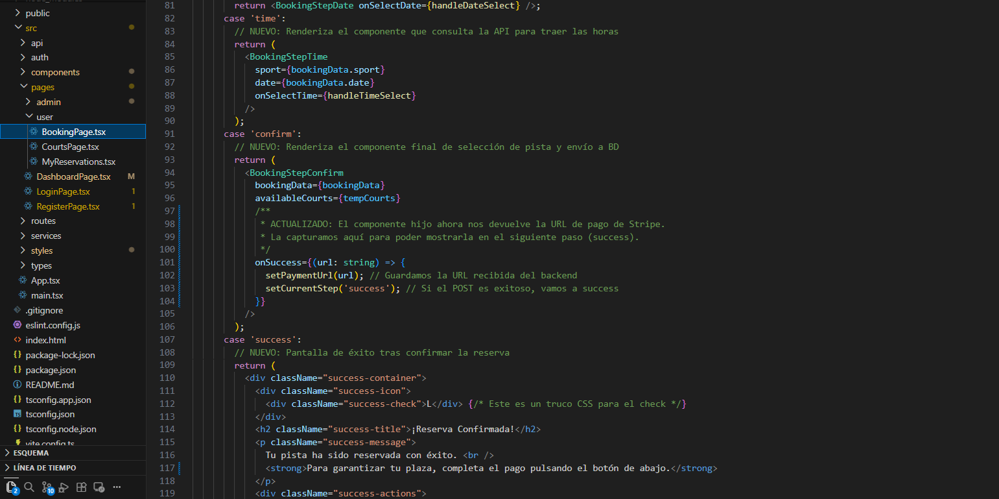 public
src
api
auth
components
pages
admin
user
BookingPage.tsx
CourtsPage.tsx
MyReservations.tsx
DashboardPage.tsx M
LoginPage.tsx 1
RegisterPage.tsx 1
routes
services
styles
types
App.tsx
main.tsx
.gitignore
eslint.config.js
index.html
package-lock.json
package.json
README.md
tsconfig.app.json
tsconfig.json
tsconfig.node.json
vite.config.ts
ESQUEMA
LÍNEA DE TIEMPO
2
10
81 return <BookingStepDate onSelectDate={handleDateSelect} />;
82 case 'time':
83 // NUEVO: Renderiza el componente que consulta la API para traer las horas
84 return (
85 <BookingStepTime
86 sport={bookingData.sport}
87 date={bookingData.date}
88 onSelectTime={handleTimeSelect}
89 />
90 );
91 case 'confirm':
92 // NUEVO: Renderiza el componente final de selección de pista y envío a BD
93 return (
94 <BookingStepConfirm
95 bookingData={bookingData}
96 availableCourts={tempCourts}
97 /**
98 * ACTUALIZADO: El componente hijo ahora nos devuelve la URL de pago de Stripe.
99 * La capturamos aquí para poder mostrarla en el siguiente paso (success).
100 */
101 onSuccess={(url: string) => {
102 setPaymentUrl(url); // Guardamos la URL recibida del backend
103 setCurrentStep('success'); // Si el POST es exitoso, vamos a success
104 }}
105 />
106 );
107 case 'success':
108 // NUEVO: Pantalla de éxito tras confirmar la reserva
109 return (
110 <div className="success-container">
111 <div className="success-icon">
112 <div className="success-check">L</div> {/* Este es un truco CSS para el check */}
113 </div>
114 <h2 className="success-title">¡Reserva Confirmada!</h2>
115 <p className="success-message">
116 Tu pista ha sido reservada con éxito. <br />
117 <strong>Para garantizar tu plaza, completa el pago pulsando el botón de abajo.</strong>
118 </p>
119 <div className="success-actions">